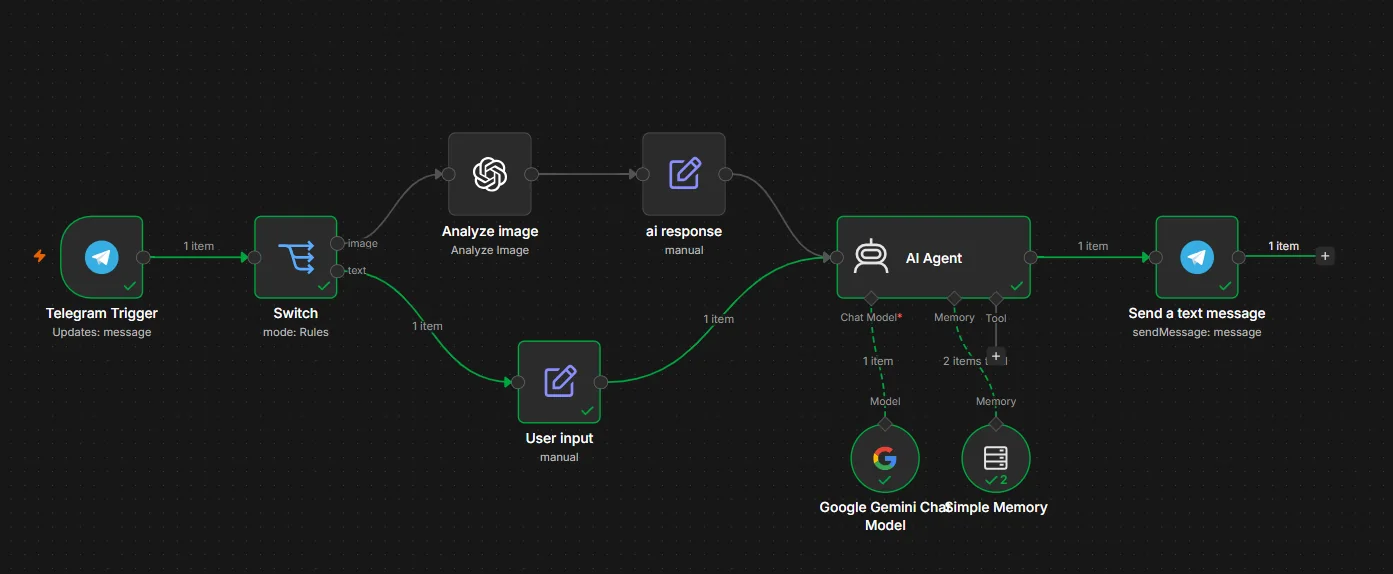 Telegram Trigger
Updates: message
1 item
Switch
mode: Rules
image
text
Analyze image
Analyze Image
ai response
manual
1 item
User input
manual
1 item
AI Agent
Chat Model*
Memory
Tool
1 item
2 items
Model
Memory
Google Gemini Chat
Model
2
Simple Memory
1 item
Send a text message
sendMessage: message
1 item